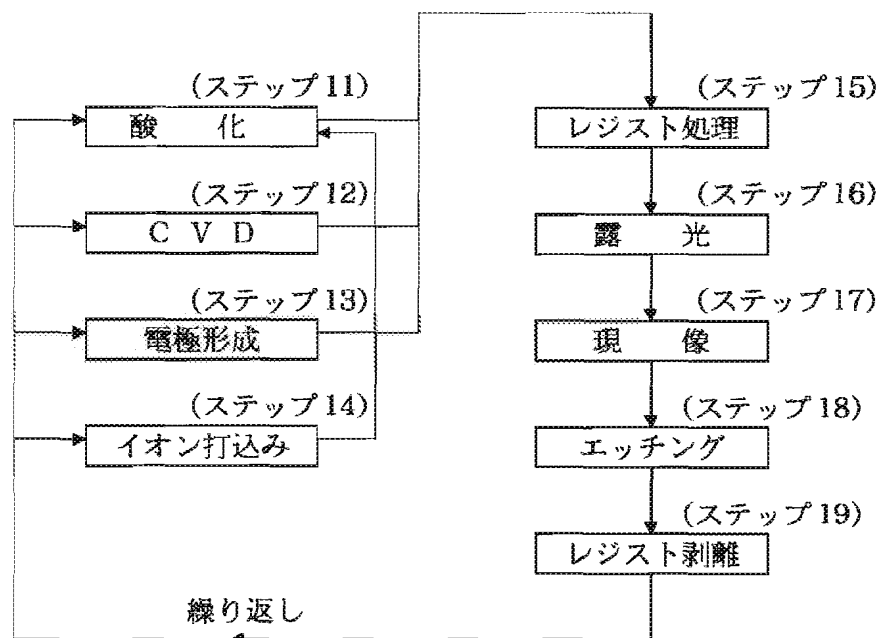 (ステップ11)
酸 化
(ステップ12)
C V D
(ステップ13)
電極形成
(ステップ14)
イオン打込み
(ステップ15)
レジスト処理
(ステップ16)
露 光
(ステップ17)
現 像
(ステップ18)
エッチング
(ステップ19)
レジスト剥離
繰り返し